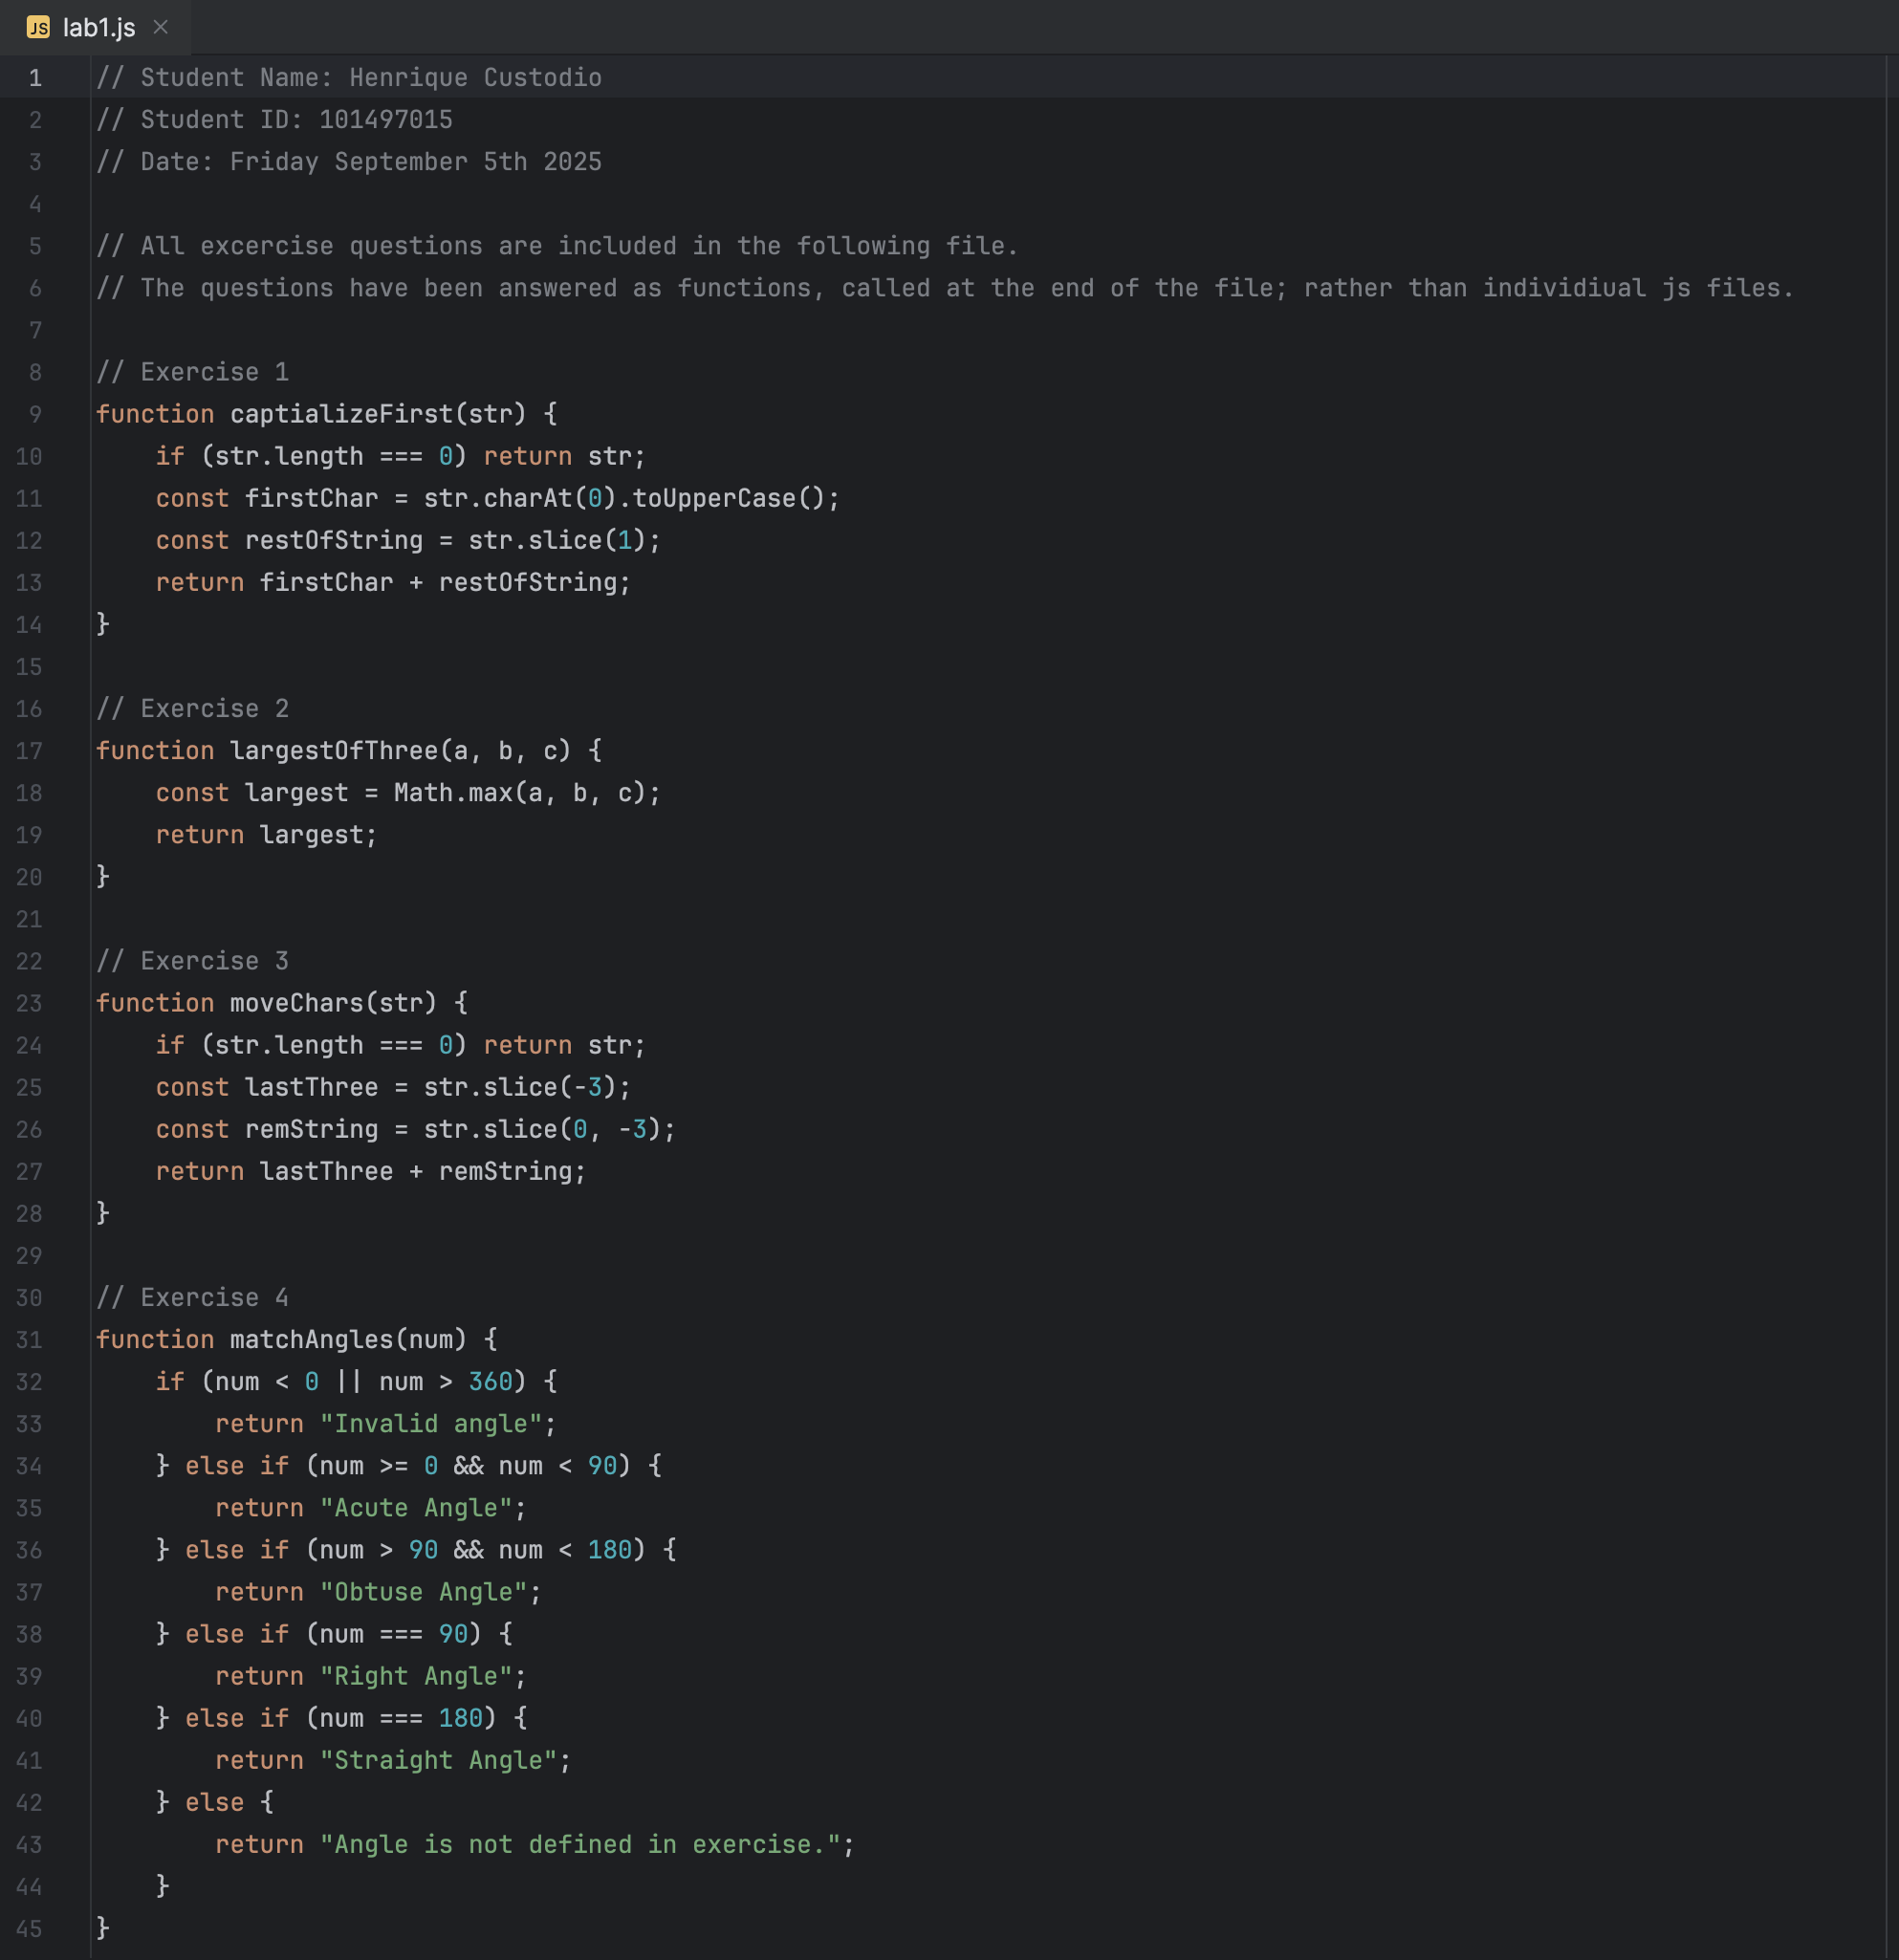 JS lab1.js ×
1 // Student Name: Henrique Custodio
2 // Student ID: 101497015
3 // Date: Friday September 5th 2025
4
5 // All excercise questions are included in the following file.
6 // The questions have been answered as functions, called at the end of the file; rather than individiual js files.
7
8 // Exercise 1
9 function captializeFirst(str) {
10     if (str.length === 0) return str;
11     const firstChar = str.charAt(0).toUpperCase();
12     const restOfString = str.slice(1);
13     return firstChar + restOfString;
14 }
15
16 // Exercise 2
17 function largestOfThree(a, b, c) {
18     const largest = Math.max(a, b, c);
19     return largest;
20 }
21
22 // Exercise 3
23 function moveChars(str) {
24     if (str.length === 0) return str;
25     const lastThree = str.slice(-3);
26     const remString = str.slice(0, -3);
27     return lastThree + remString;
28 }
29
30 // Exercise 4
31 function matchAngles(num) {
32     if (num < 0 || num > 360) {
33         return "Invalid angle";
34     } else if (num >= 0 && num < 90) {
35         return "Acute Angle";
36     } else if (num > 90 && num < 180) {
37         return "Obtuse Angle";
38     } else if (num === 90) {
39         return "Right Angle";
40     } else if (num === 180) {
41         return "Straight Angle";
42     } else {
43         return "Angle is not defined in exercise.";
44     }
45 }